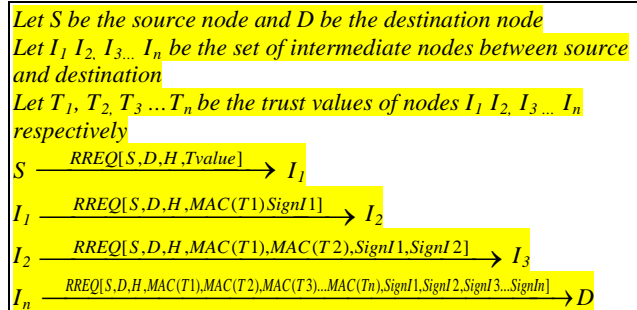 Let S be the source node and D be the destination node
Let I1 I2, I3... In be the set of intermediate nodes between source
and destination
Let T1, T2, T3 ...Tn be the trust values of nodes I1 I2, I3 ... In
respectively
S RREQ[S,D,H,Tvalue] I1
I1 RREQ[S,D,H,MAC(T1)SignI1] I2
I2 RREQ[S,D,H,MAC(T1),MAC(T2),SignI1,SignI2] I3
In RREQ[S,D,H,MAC(T1),MAC(T2),MAC(T3)...MAC(Tn),SignI1,SignI2,SignI3...SignIn] D